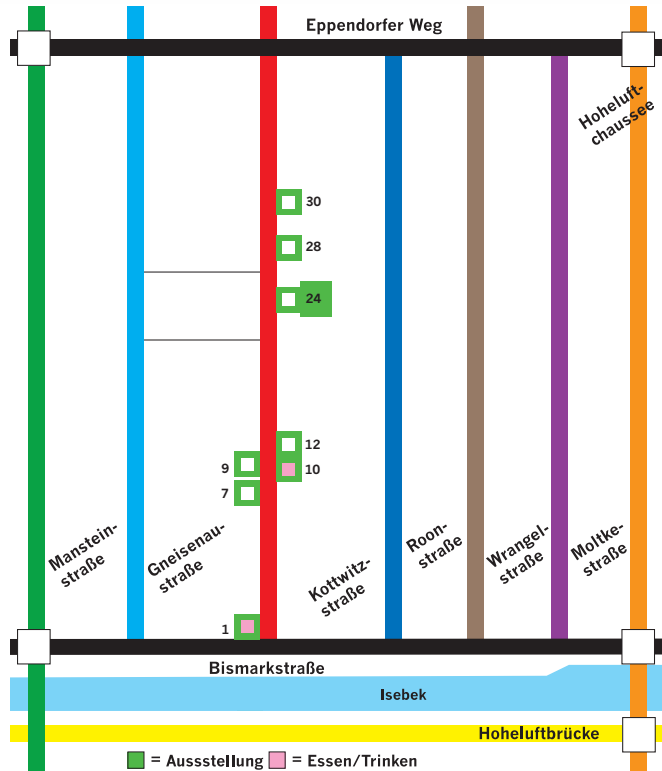 Eppendorfer Weg
Hoheluft-
chaussee
30
28
24
12
9
10
7
Manstein-
straße
Gneisenau-
straße
Kottwitz-
straße
Roon-
straße
Wrangel-
straße
Moltke-
straße
1
Bismarkstraße
Isebek
Hoheluftbrücke
= Aussstellung
= Essen/Trinken